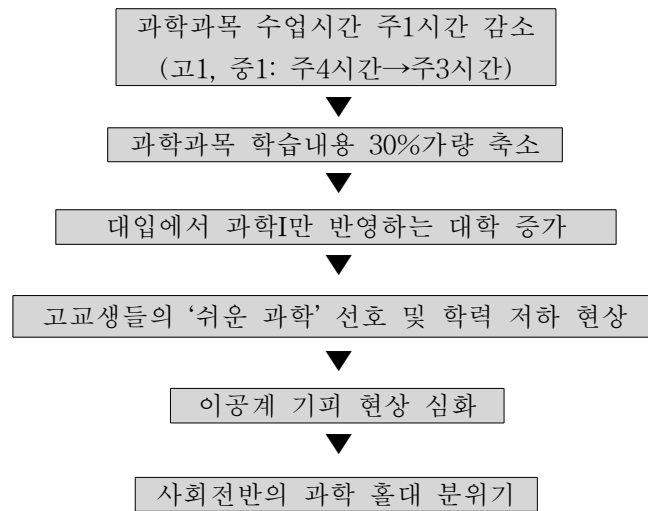 과학과목 수업시간 주1시간 감소
(고1, 중1: 주4시간→주3시간)
과학과목 학습내용 30%가량 축소
대입에서 과학I만 반영하는 대학 증가
고교생들의 ‘쉬운 과학’ 선호 및 학력 저하 현상
이공계 기피 현상 심화
사회전반의 과학 홀대 분위기